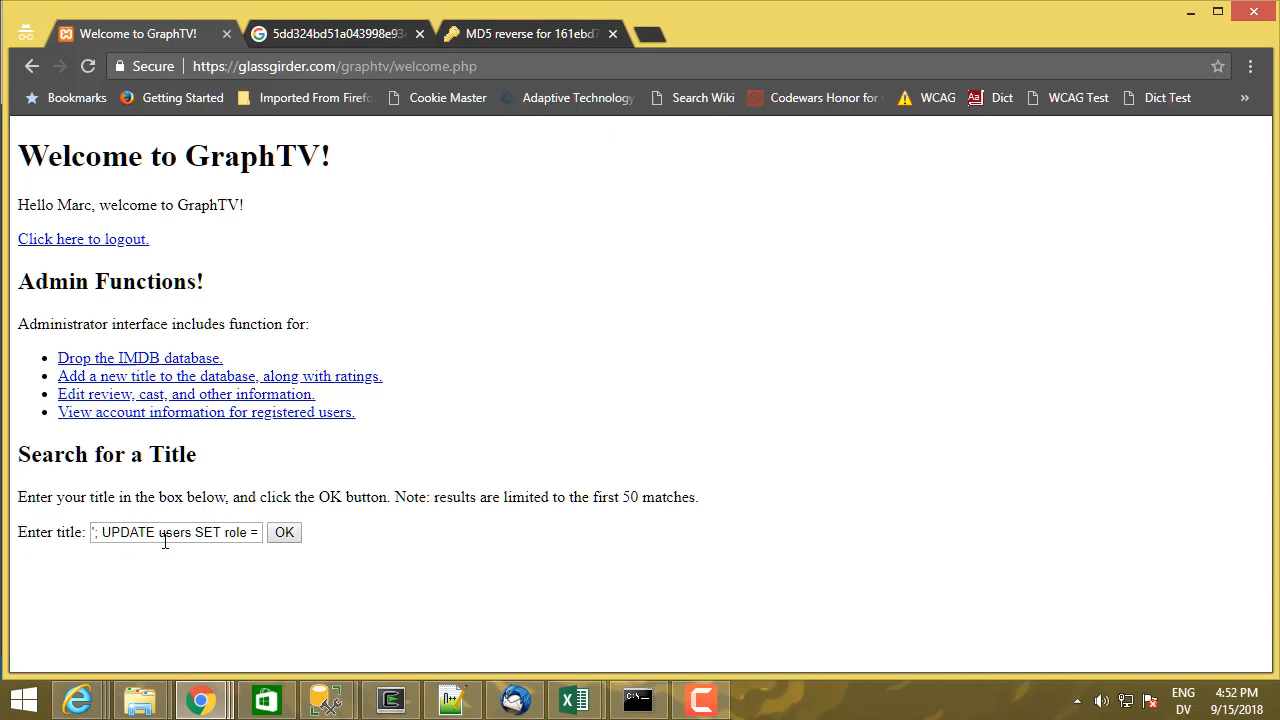 Welcome to GraphTV!
5dd324bd51a043998e93
MD5 reverse for 161ebd7
Secure
https://glassgirder.com/graphtv/welcome.php
Bookmarks
Getting Started
Imported From Firefo
Cookie Master
Adaptive Technology
Search Wiki
Codewars Honor for
WCAG
Aa
Dict
WCAG Test
Dict Test
»
Welcome to GraphTV!
Hello Marc, welcome to GraphTV!
Click here to logout.
Admin Functions!
Administrator interface includes function for:
• Drop the IMDB database.
• Add a new title to the database, along with ratings.
• Edit review, cast, and other information.
• View account information for registered users.
Search for a Title
Enter your title in the box below, and click the OK button. Note: results are limited to the first 50 matches.
Enter title: '; UPDATE users SET role = OK
ENG
4:52 PM
DV
9/15/2018